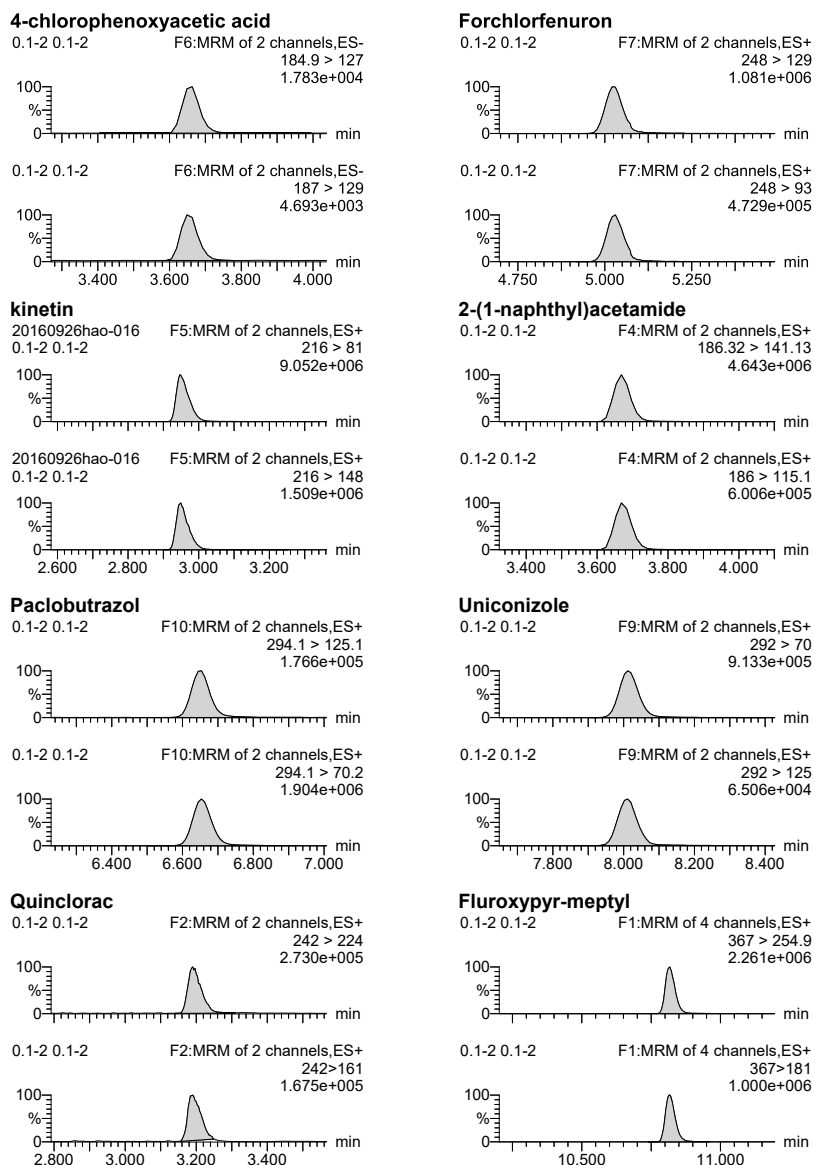 4-chlorophenoxyacetic acid
0.1-2 0.1-2 F6:MRM of 2 channels,ES-
184.9 > 127
1.783e+004
100
%
0
min
0.1-2 0.1-2 F6:MRM of 2 channels,ES-
187 > 129
4.693e+003
100
%
0
min
3.400 3.600 3.800 4.000
Forchlorfenuron
0.1-2 0.1-2 F7:MRM of 2 channels,ES+
248 > 129
1.081e+006
100
%
0
min
0.1-2 0.1-2 F7:MRM of 2 channels,ES+
248 > 93
4.729e+005
100
%
0
min
4.750 5.000 5.250
kinetin
20160926hao-016 F5:MRM of 2 channels,ES+
0.1-2 0.1-2 216 > 81
9.052e+006
100
%
0
min
20160926hao-016 F5:MRM of 2 channels,ES+
0.1-2 0.1-2 216 > 148
1.509e+006
100
%
0
min
2.600 2.800 3.000 3.200
2-(1-naphthyl)acetamide
0.1-2 0.1-2 F4:MRM of 2 channels,ES+
186.32 > 141.13
4.643e+006
100
%
0
min
0.1-2 0.1-2 F4:MRM of 2 channels,ES+
186 > 115.1
6.006e+005
100
%
0
min
3.400 3.600 3.800 4.000
Paclobutrazol
0.1-2 0.1-2 F10:MRM of 2 channels,ES+
294.1 > 125.1
1.766e+005
100
%
0
min
0.1-2 0.1-2 F10:MRM of 2 channels,ES+
294.1 > 70.2
1.904e+006
100
%
0
min
6.400 6.600 6.800 7.000
Uniconizole
0.1-2 0.1-2 F9:MRM of 2 channels,ES+
292 > 70
9.133e+005
100
%
0
min
0.1-2 0.1-2 F9:MRM of 2 channels,ES+
292 > 125
6.506e+004
100
%
0
min
7.800 8.000 8.200 8.400
Quinclorac
0.1-2 0.1-2 F2:MRM of 2 channels,ES+
242 > 224
2.730e+005
100
%
0
min
0.1-2 0.1-2 F2:MRM of 2 channels,ES+
242>161
1.675e+005
100
%
0
min
2.800 3.000 3.200 3.400
Fluroxypyr-meptyl
0.1-2 0.1-2 F1:MRM of 4 channels,ES+
367 > 254.9
2.261e+006
100
%
0
min
0.1-2 0.1-2 F1:MRM of 4 channels,ES+
367>181
1.000e+006
100
%
0
min
10.500 11.000